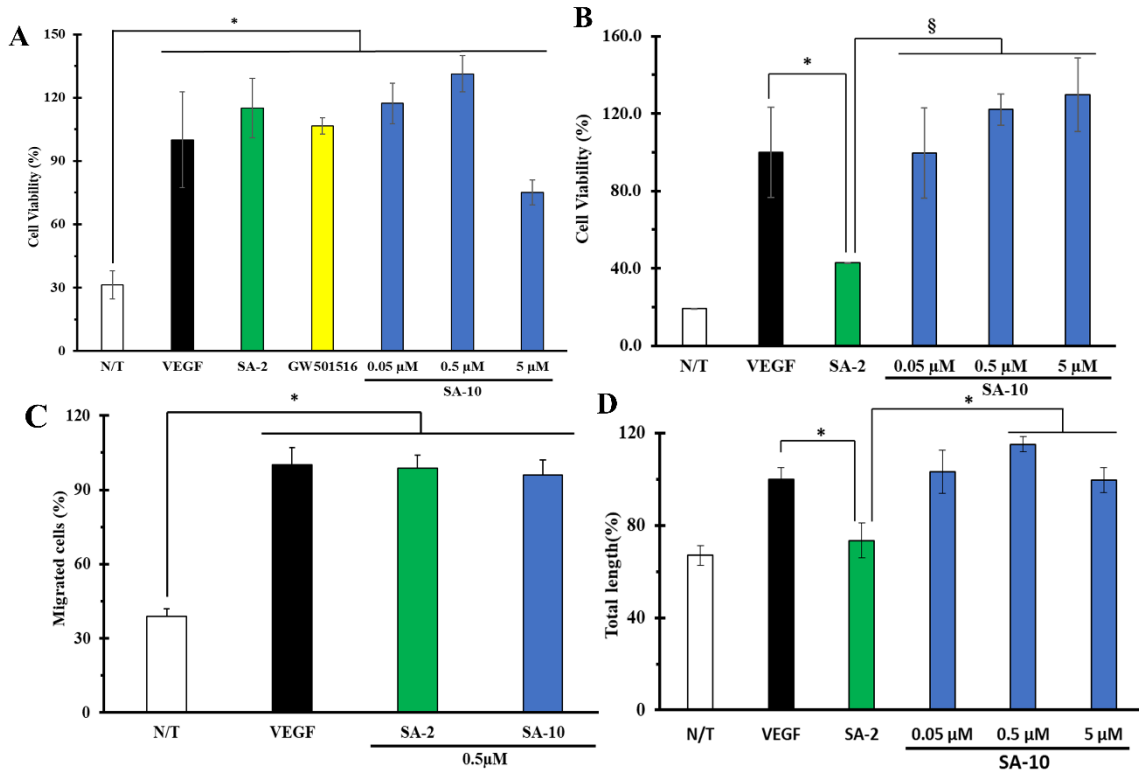 A
*
Cell Viability (%)
150
120
90
60
30
0
N/T VEGF SA-2 GW501516 0.05 µM 0.5 µM 5 µM
SA-10
B
§
*
Cell Viability (%)
160.0
120.0
80.0
40.0
0.0
N/T VEGF SA-2 0.05 µM 0.5 µM 5 µM
SA-10
C
*
Migrated cells (%)
120
90
60
30
0
N/T VEGF SA-2 SA-10
0.5µM
D
*
*
Total length(%)
120
80
40
0
N/T VEGF SA-2 0.05 µM 0.5 µM 5 µM
SA-10